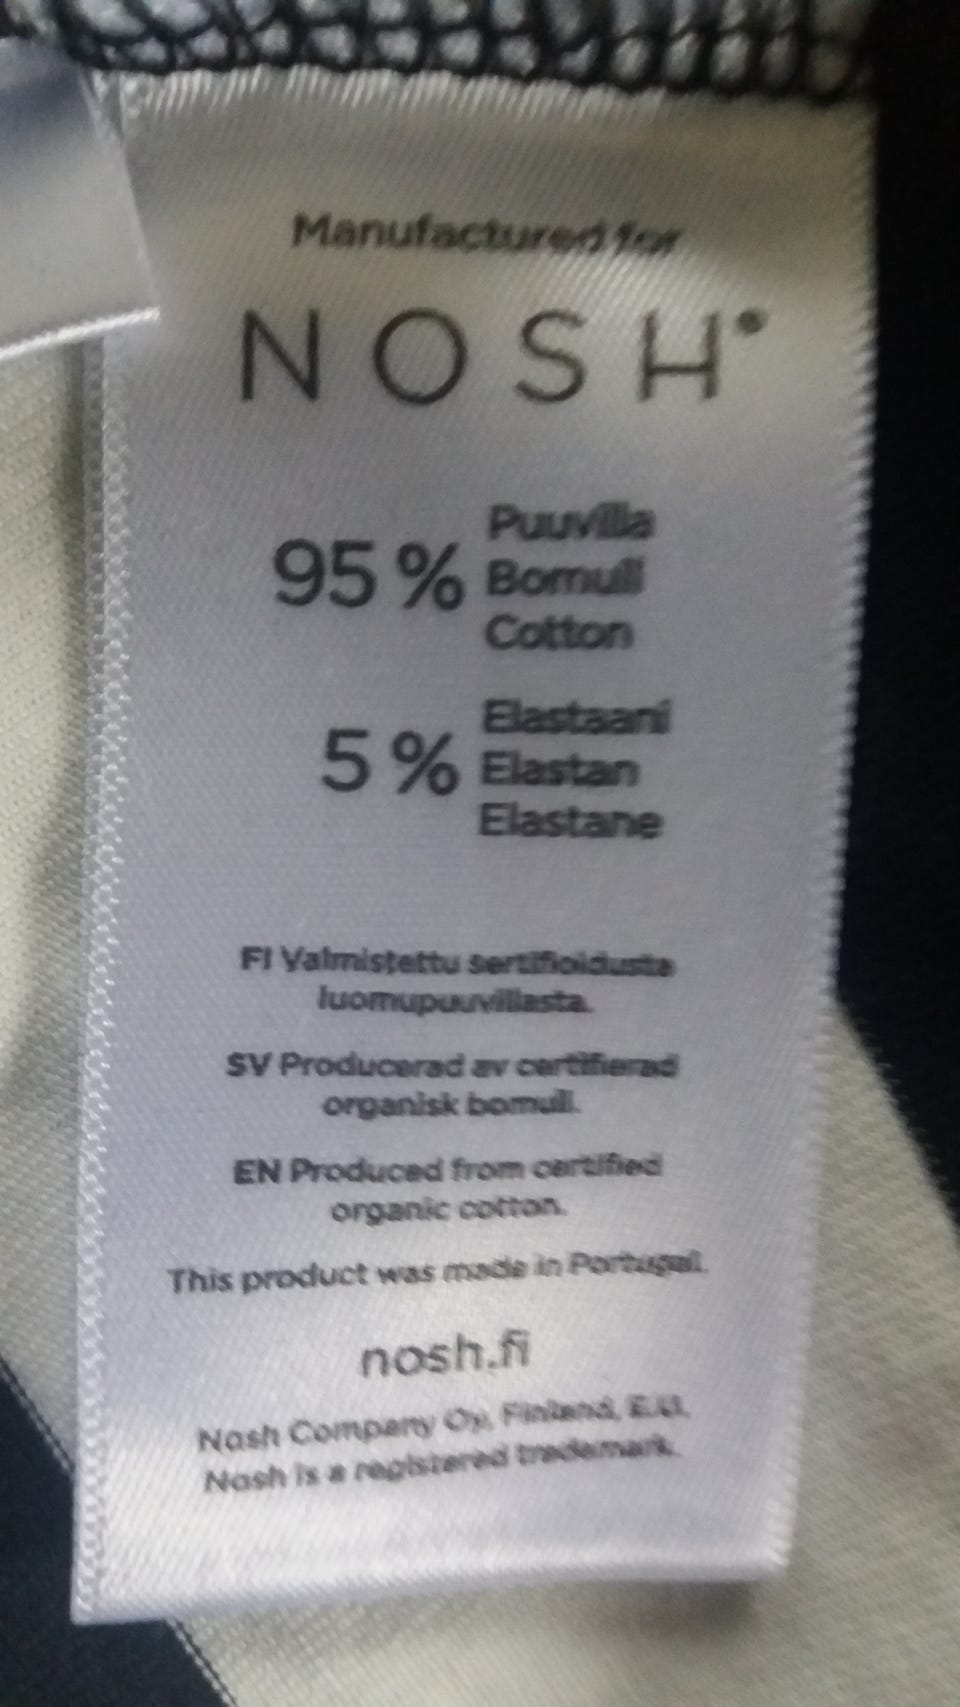 Manufactured for
NOSH®
95 % Puuvilla
Bomull
Cotton
5 % Elastaani
Elastan
Elastane
FI Valmistettu sertifioidusta
luomupuuvillasta.
SV Producerad av certifierad
organisk bomull.
EN Produced from certified
organic cotton.
This product was made in Portugal.
nosh.fi
Nosh Company Oy, Finland, E.U.
Nosh is a registered trademark.